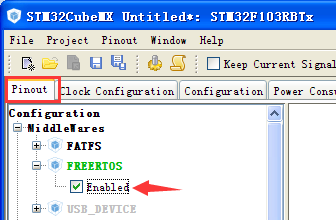 STM32CubeMX Untitled*: STM32F103RBTx
File Project Pinout Window Help
Keep Current Signal
Pinout Clock Configuration Configuration Power Consu
Configuration
MiddleWares
FATFS
FREERTOS
Enabled
USB_DEVICE